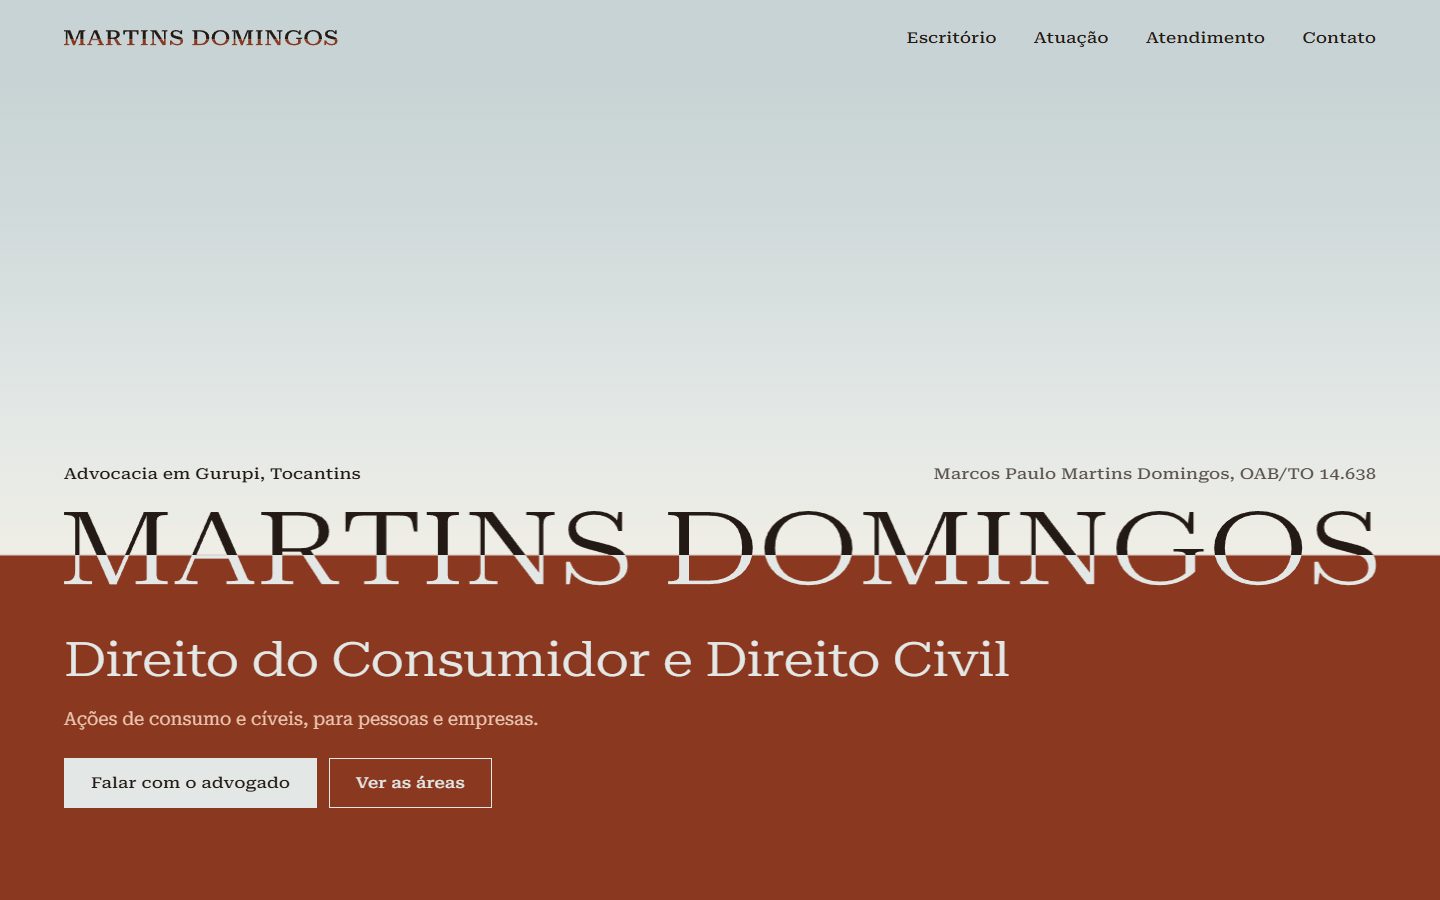 MARTINS DOMINGOS
Escritório Atuação Atendimento Contato
Advocacia em Gurupi, Tocantins
Marcos Paulo Martins Domingos, OAB/TO 14.638
MARTINS DOMINGOS
Direito do Consumidor e Direito Civil
Ações de consumo e cíveis, para pessoas e empresas.
Falar com o advogado
Ver as áreas